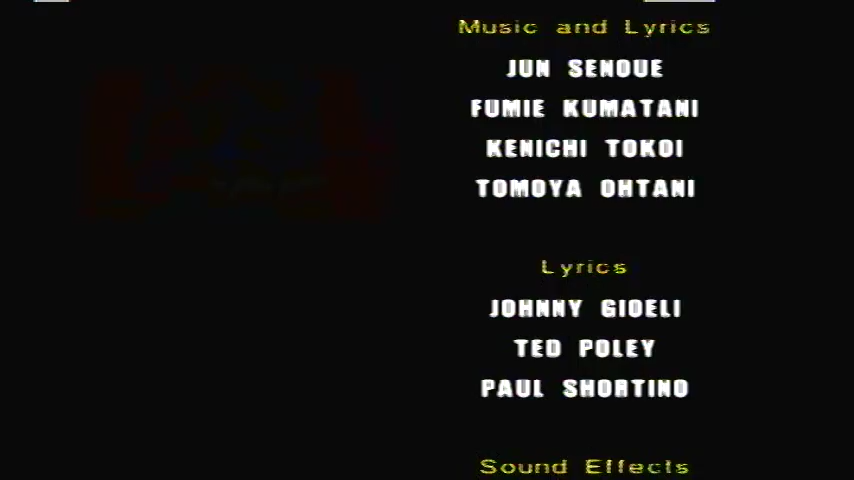 Music and Lyrics
JUN SENOUE
FUMIE KUMATANI
KENICHI TOKOI
TOMOYA OHTANI
Lyrics
JOHNNY GIOELI
TED POLEY
PAUL SHORTINO
Sound Effects